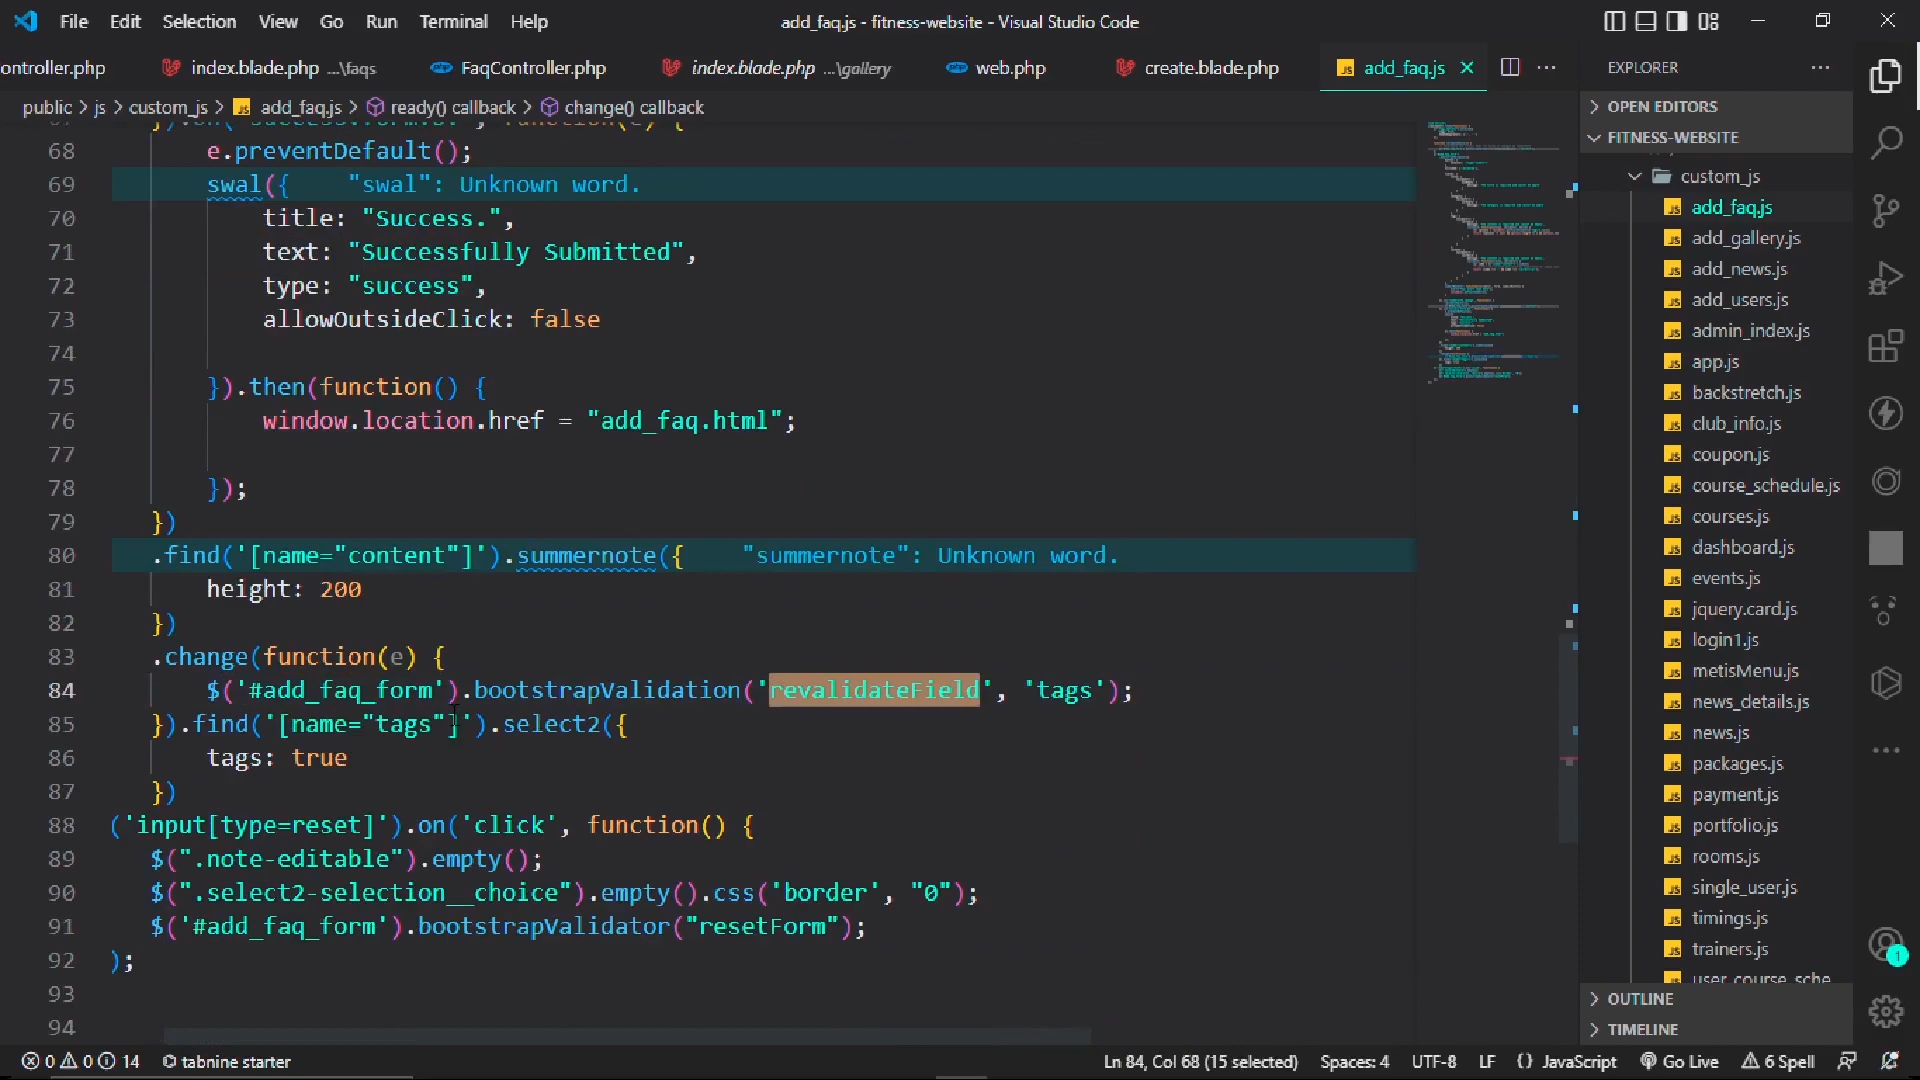 File Edit Selection View Go Run Terminal Help
add_faq.js - fitness-website - Visual Studio Code
ontroller.php
index.blade.php ...\faqs
FaqController.php
index.blade.php ...\gallery
web.php
create.blade.php
add_faq.js
public > js > custom_js > add_faq.js > ready() callback > change() callback
68 e.preventDefault();
69 swal({ "swal": Unknown word.
70 title: "Success.",
71 text: "Successfully Submitted",
72 type: "success",
73 allowOutsideClick: false
74
75 }).then(function() {
76 window.location.href = "add_faq.html";
77
78 });
79 })
80 .find('[name="content"]').summernote({ "summernote": Unknown word.
81 height: 200
82 })
83 .change(function(e) {
84 $('#add_faq_form').bootstrapValidation('revalidateField', 'tags');
85 }).find('[name="tags"]').select2({
86 tags: true
87 })
88 ('input[type=reset]').on('click', function() {
89 $(".note-editable").empty();
90 $(".select2-selection__choice").empty().css('border', "0");
91 $('#add_faq_form').bootstrapValidator("resetForm");
92 );
93
94
EXPLORER
OPEN EDITORS
FITNESS-WEBSITE
custom_js
add_faq.js
add_gallery.js
add_news.js
add_users.js
admin_index.js
app.js
backstretch.js
club_info.js
coupon.js
course_schedule.js
courses.js
dashboard.js
events.js
jquery.card.js
login1.js
metisMenu.js
news_details.js
news.js
packages.js
payment.js
portfolio.js
rooms.js
single_user.js
timings.js
trainers.js
user_course_sche
OUTLINE
TIMELINE
1
0 0 14 tabnine starter
Ln 84, Col 68 (15 selected) Spaces: 4 UTF-8 LF {} JavaScript Go Live 6 Spell